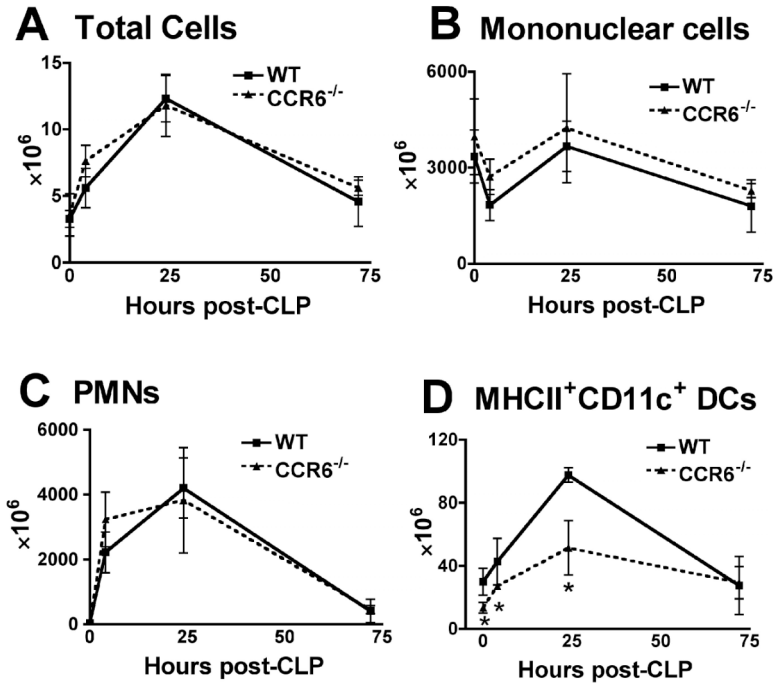 A Total Cells
15
10
5
0
×10⁶
WT
CCR6⁻/⁻
0 25 50 75
Hours post-CLP
B Mononuclear cells
6000
3000
0
×10⁶
WT
CCR6⁻/⁻
0 25 50 75
Hours post-CLP
C PMNs
6000
4000
2000
0
×10⁶
WT
CCR6⁻/⁻
0 25 50 75
Hours post-CLP
D MHCII⁺CD11c⁺ DCs
120
80
40
0
×10⁶
WT
CCR6⁻/⁻
* * *
0 25 50 75
Hours post-CLP